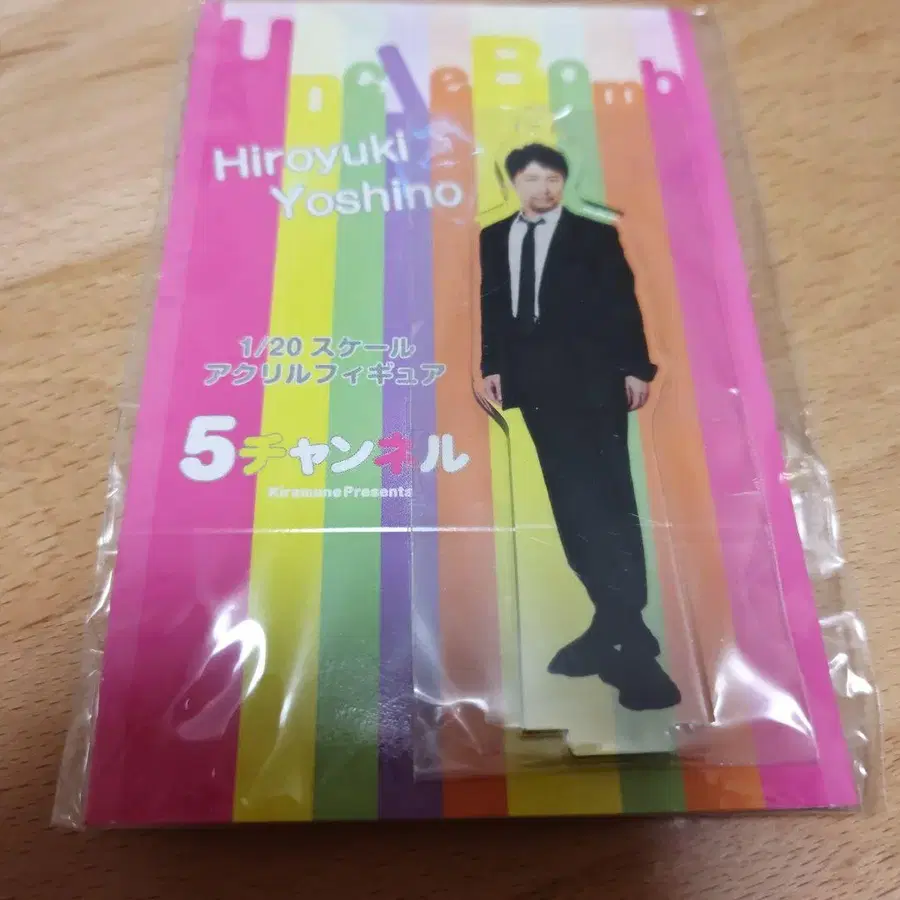 UncleBomb
Hiroyuki
Yoshino
1/20 スケール
アクリルフィギュア
5チャンネル
Kiramune Presents